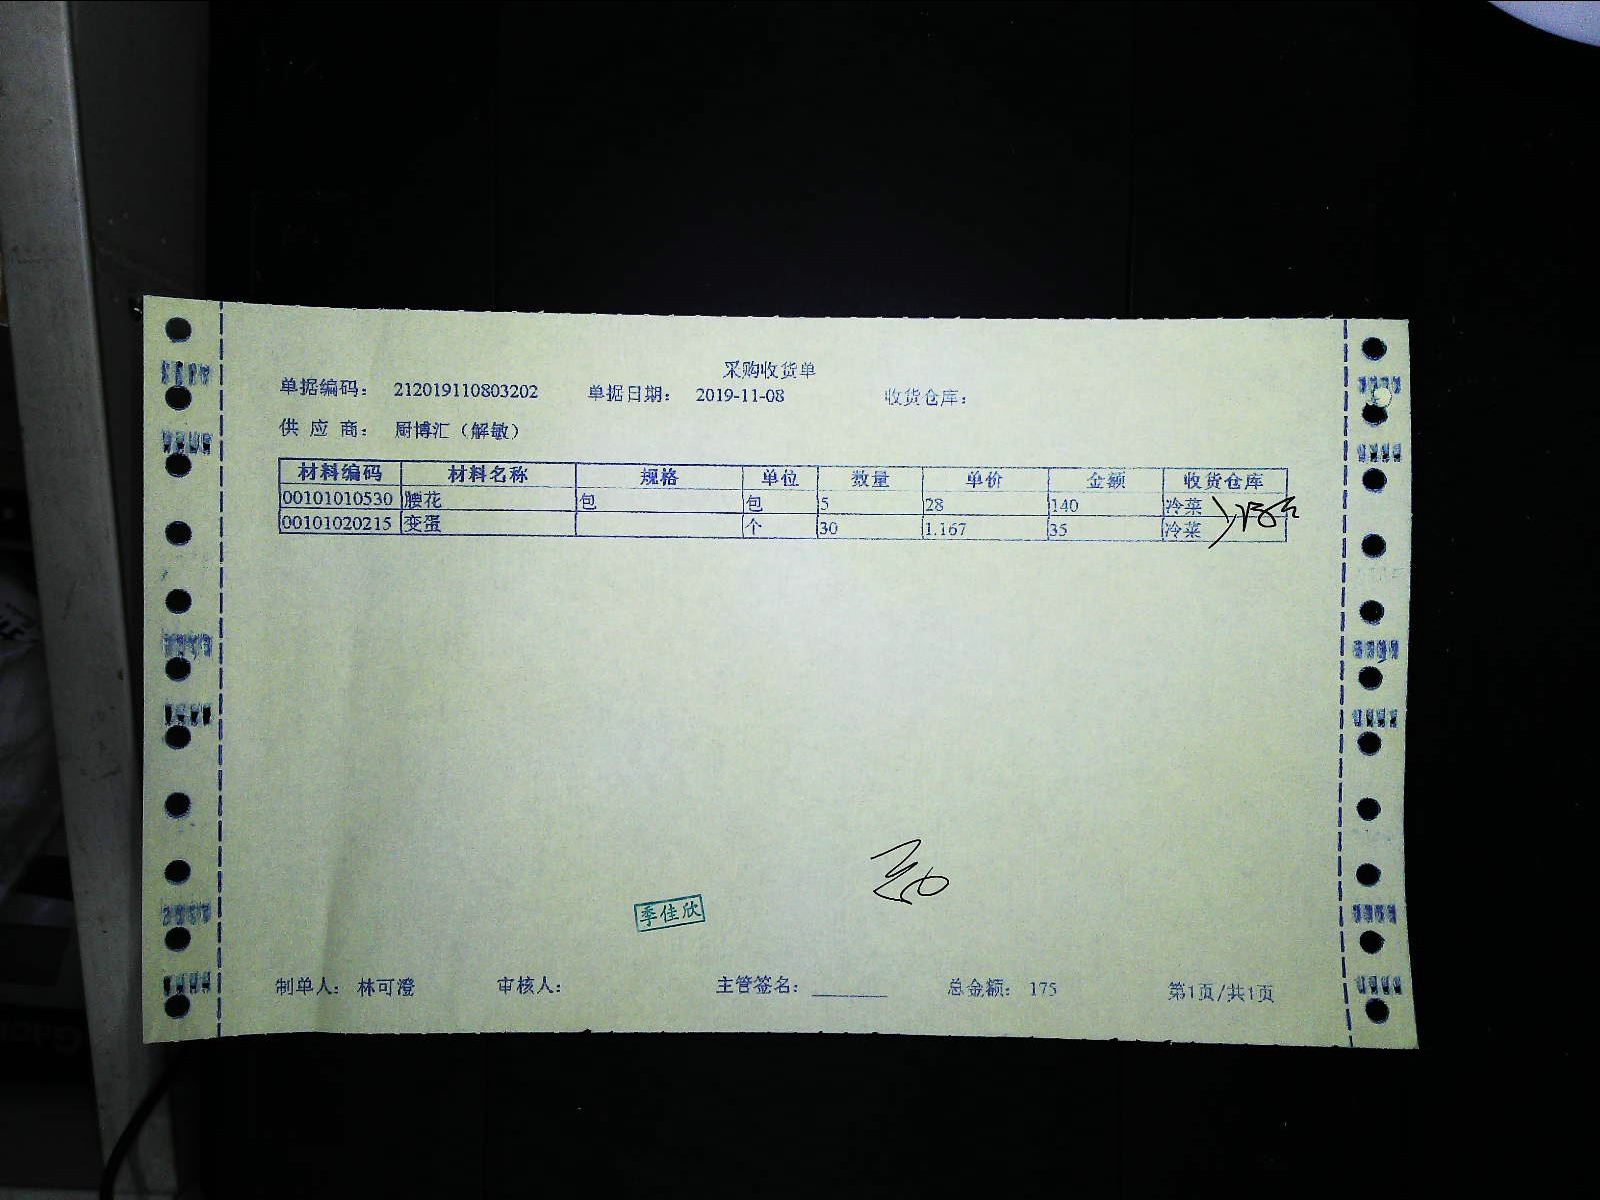 采购收货单
单据编码： 212019110803202 单据日期： 2019-11-08 收货仓库：
供 应 商： 厨博汇（解敏）
材料编码 材料名称 规格 单位 数量 单价 金额 收货仓库
00101010530 腰花 包 包 5 28 140 冷菜
00101020215 变蛋 个 30 1.167 35 冷菜
季佳欣
制单人： 林可澄 审核人： 主管签名： 总金额： 175 第1页/共1页